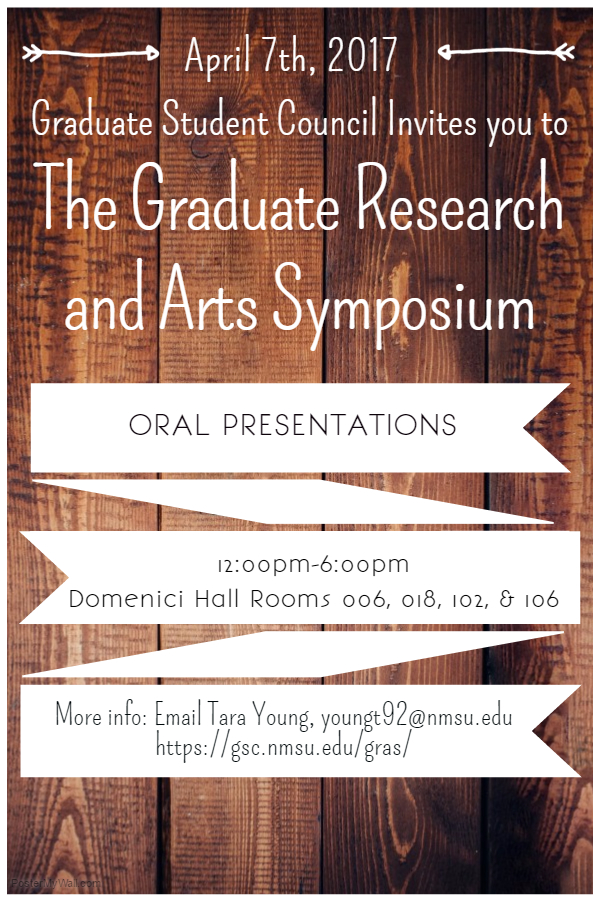 April 7th, 2017
Graduate Student Council Invites you to
The Graduate Research
and Arts Symposium
ORAL PRESENTATIONS
12:00pm-6:00pm
Domenici Hall Rooms 006, 018, 102, & 106
More info: Email Tara Young, youngt92@nmsu.edu
https://gsc.nmsu.edu/gras/
PosterMyWall.com